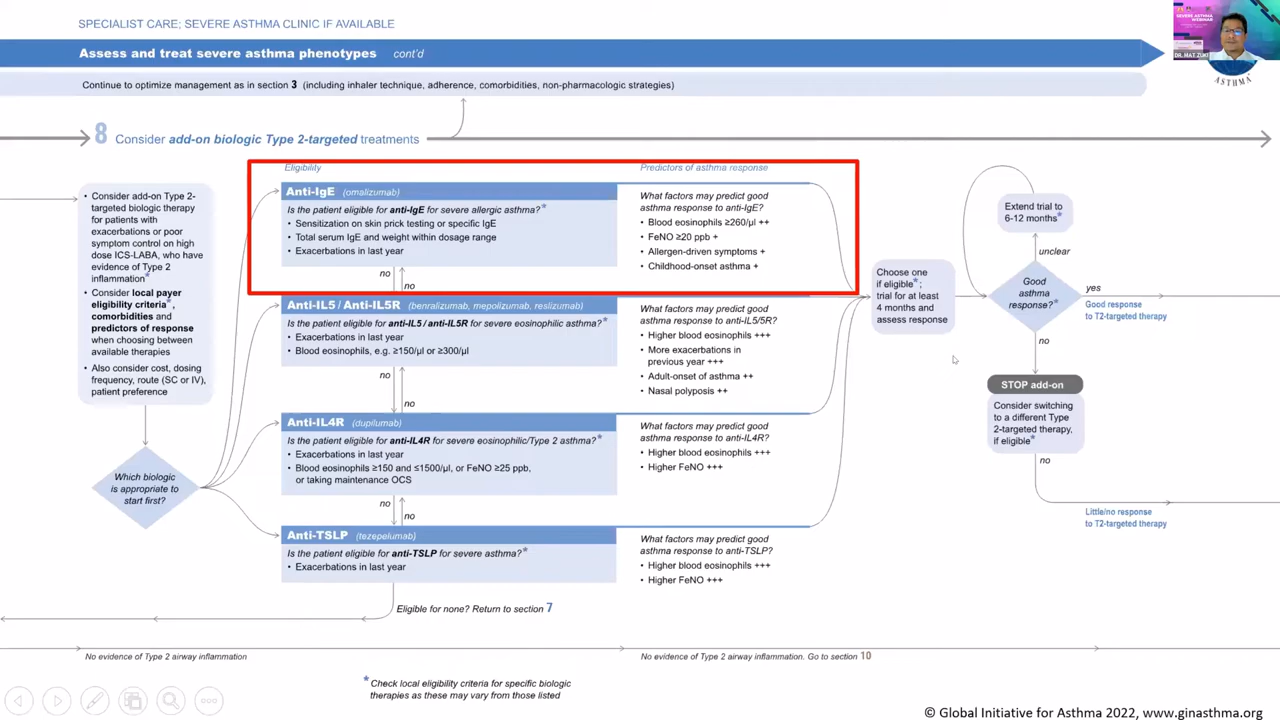 SPECIALIST CARE; SEVERE ASTHMA CLINIC IF AVAILABLE
Assess and treat severe asthma phenotypes cont'd
Continue to optimize management as in section 3 (including inhaler technique, adherence, comorbidities, non-pharmacologic strategies)
SEVERE ASTHMA
WEBINAR
ASTHMA
8 Consider add-on biologic Type 2-targeted treatments
• Consider add-on Type 2-
targeted biologic therapy
for patients with
exacerbations or poor
symptom control on high
dose ICS-LABA, who have
evidence of Type 2
inflammation*
• Consider local payer
eligibility criteria*,
comorbidities and
predictors of response
when choosing between
available therapies
• Also consider cost, dosing
frequency, route (SC or IV),
patient preference
Which biologic
is appropriate to
start first?
Eligibility
Predictors of asthma response
Anti-IgE (omalizumab)
Is the patient eligible for anti-IgE for severe allergic asthma?*
• Sensitization on skin prick testing or specific IgE
• Total serum IgE and weight within dosage range
• Exacerbations in last year
What factors may predict good
asthma response to anti-IgE?
• Blood eosinophils ≥260/μl ++
• FeNO ≥20 ppb +
• Allergen-driven symptoms +
• Childhood-onset asthma +
no
no
Anti-IL5 / Anti-IL5R (benralizumab, mepolizumab, reslizumab)
Is the patient eligible for anti-IL5 / anti-IL5R for severe eosinophilic asthma?*
• Exacerbations in last year
• Blood eosinophils, e.g. ≥150/μl or ≥300/μl
What factors may predict good
asthma response to anti-IL5/5R?
• Higher blood eosinophils +++
• More exacerbations in
previous year +++
• Adult-onset of asthma ++
• Nasal polyposis ++
no
no
Anti-IL4R (dupilumab)
Is the patient eligible for anti-IL4R for severe eosinophilic/Type 2 asthma?*
• Exacerbations in last year
• Blood eosinophils ≥150 and ≤1500/μl, or FeNO ≥25 ppb,
or taking maintenance OCS
What factors may predict good
asthma response to anti-IL4R?
• Higher blood eosinophils +++
• Higher FeNO +++
no
no
Anti-TSLP (tezepelumab)
Is the patient eligible for anti-TSLP for severe asthma?*
• Exacerbations in last year
What factors may predict good
asthma response to anti-TSLP?
• Higher blood eosinophils +++
• Higher FeNO +++
Eligible for none? Return to section 7
Choose one
if eligible*;
trial for at least
4 months and
assess response
Extend trial to
6-12 months*
unclear
Good
asthma
response?*
yes
Good response
to T2-targeted therapy
no
STOP add-on
Consider switching
to a different Type
2-targeted therapy,
if eligible*
no
Little/no response
to T2-targeted therapy
No evidence of Type 2 airway inflammation
No evidence of Type 2 airway inflammation. Go to section 10
* Check local eligibility criteria for specific biologic
therapies as these may vary from those listed
© Global Initiative for Asthma 2022, www.ginasthma.org